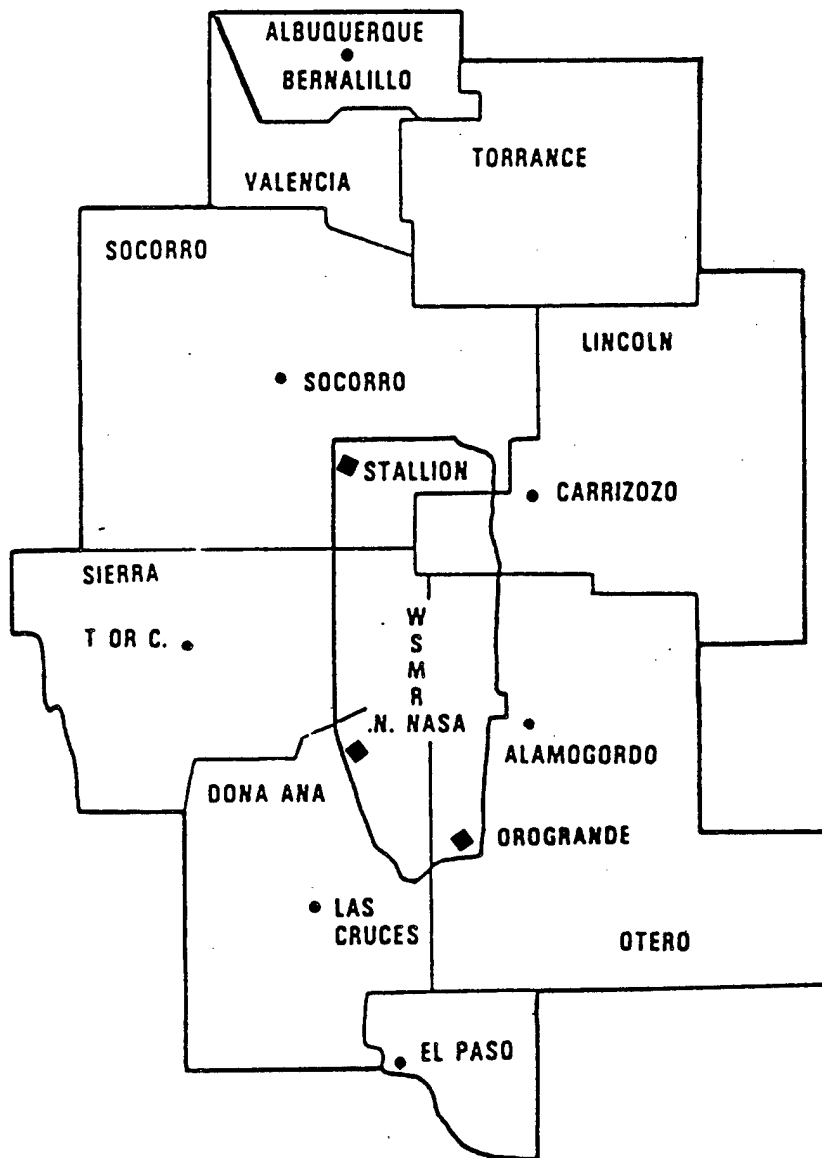 ALBUQUERQUE
BERNALILLO
TORRANCE
VALENCIA
SOCORRO
LINCOLN
SOCORRO
STALLION
CARRIZOZO
SIERRA
W
S
M
R
T OR C.
.N. NASA
ALAMOGORDO
DONA ANA
OROGRANDE
LAS
CRUCES
OTERO
EL PASO